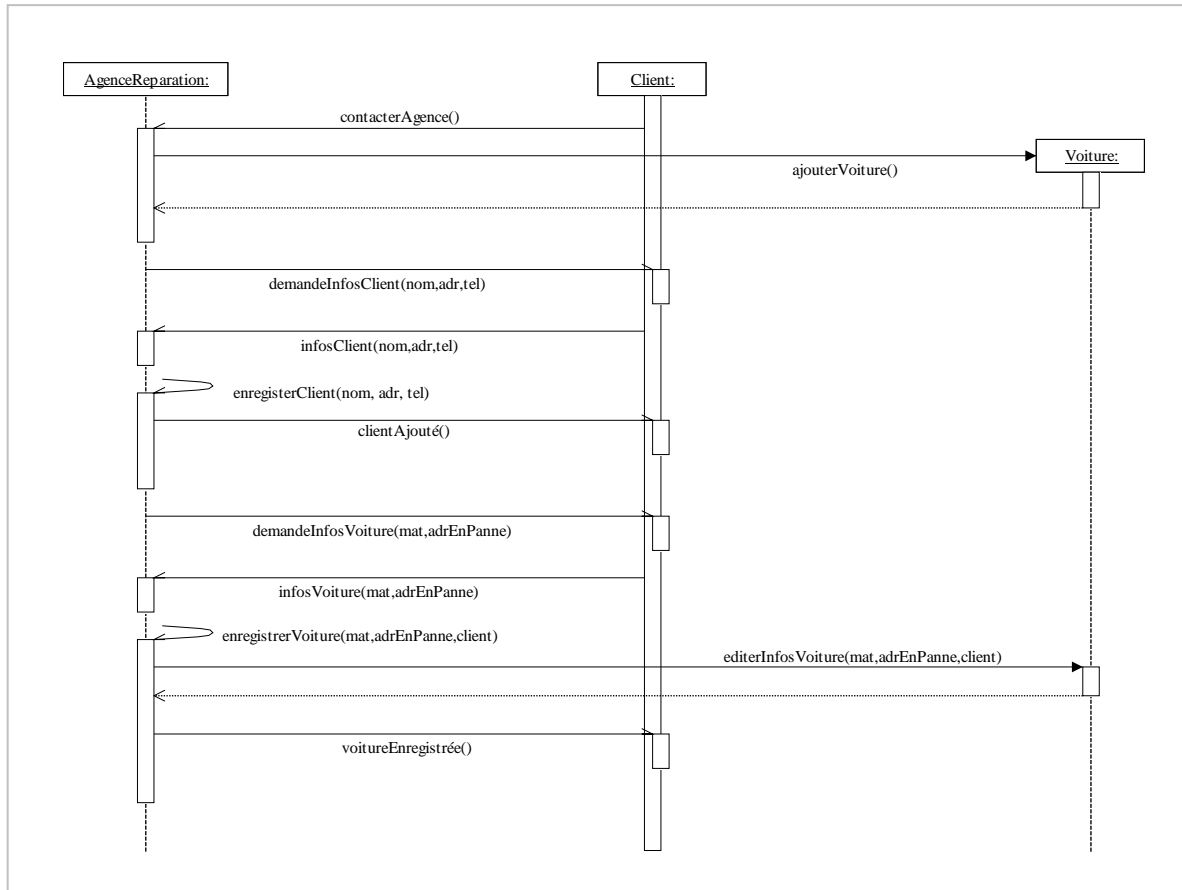 AgenceReparation:
Client:
contacterAgence()
Voiture:
ajouterVoiture()
demandeInfosClient(nom,adr,tel)
infosClient(nom,adr,tel)
enregisterClient(nom, adr, tel)
clientAjouté()
demandeInfosVoiture(mat,adrEnPanne)
infosVoiture(mat,adrEnPanne)
enregistrerVoiture(mat,adrEnPanne,client)
editerInfosVoiture(mat,adrEnPanne,client)
voitureEnregistrée()